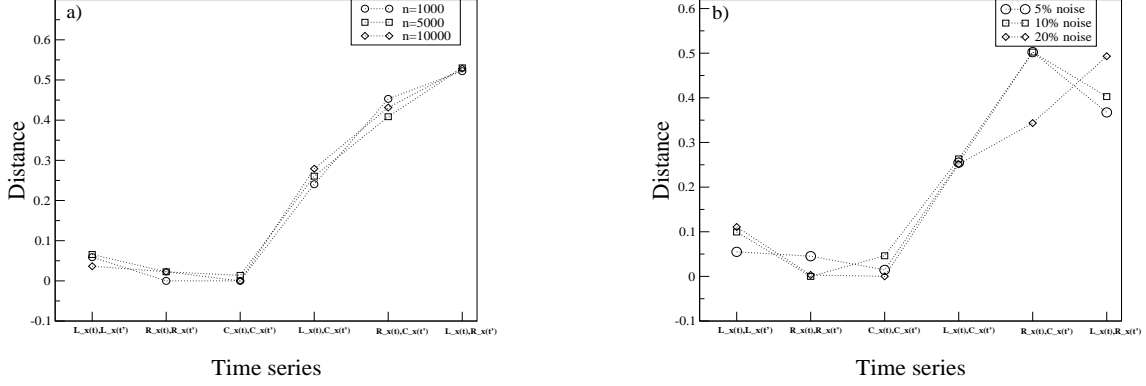 a)
n=1000
n=5000
n=10000
0.6
0.5
0.4
0.3
0.2
0.1
0
-0.1
Distance
L_x(t),L_x(t') R_x(t),R_x(t') C_x(t),C_x(t') L_x(t),C_x(t') R_x(t),C_x(t') L_x(t),R_x(t')
Time series
b)
5% noise
10% noise
20% noise
0.6
0.5
0.4
0.3
0.2
0.1
0
-0.1
Distance
L_x(t),L_x(t') R_x(t),R_x(t') C_x(t),C_x(t') L_x(t),C_x(t') R_x(t),C_x(t') L_x(t),R_x(t')
Time series